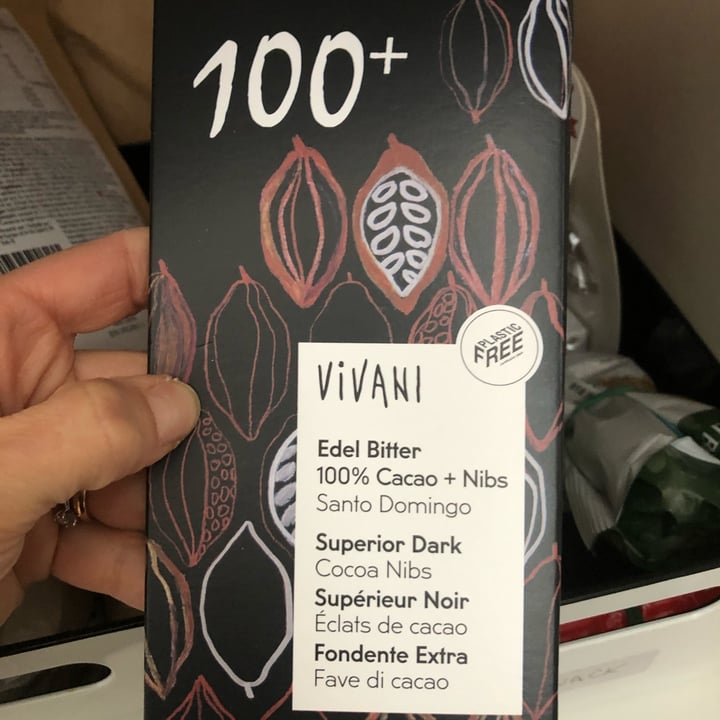 100+
PLASTIC
FREE
ViVANi
Edel Bitter
100% Cacao + Nibs
Santo Domingo
Superior Dark
Cocoa Nibs
Supérieur Noir
Éclats de cacao
Fondente Extra
Fave di cacao